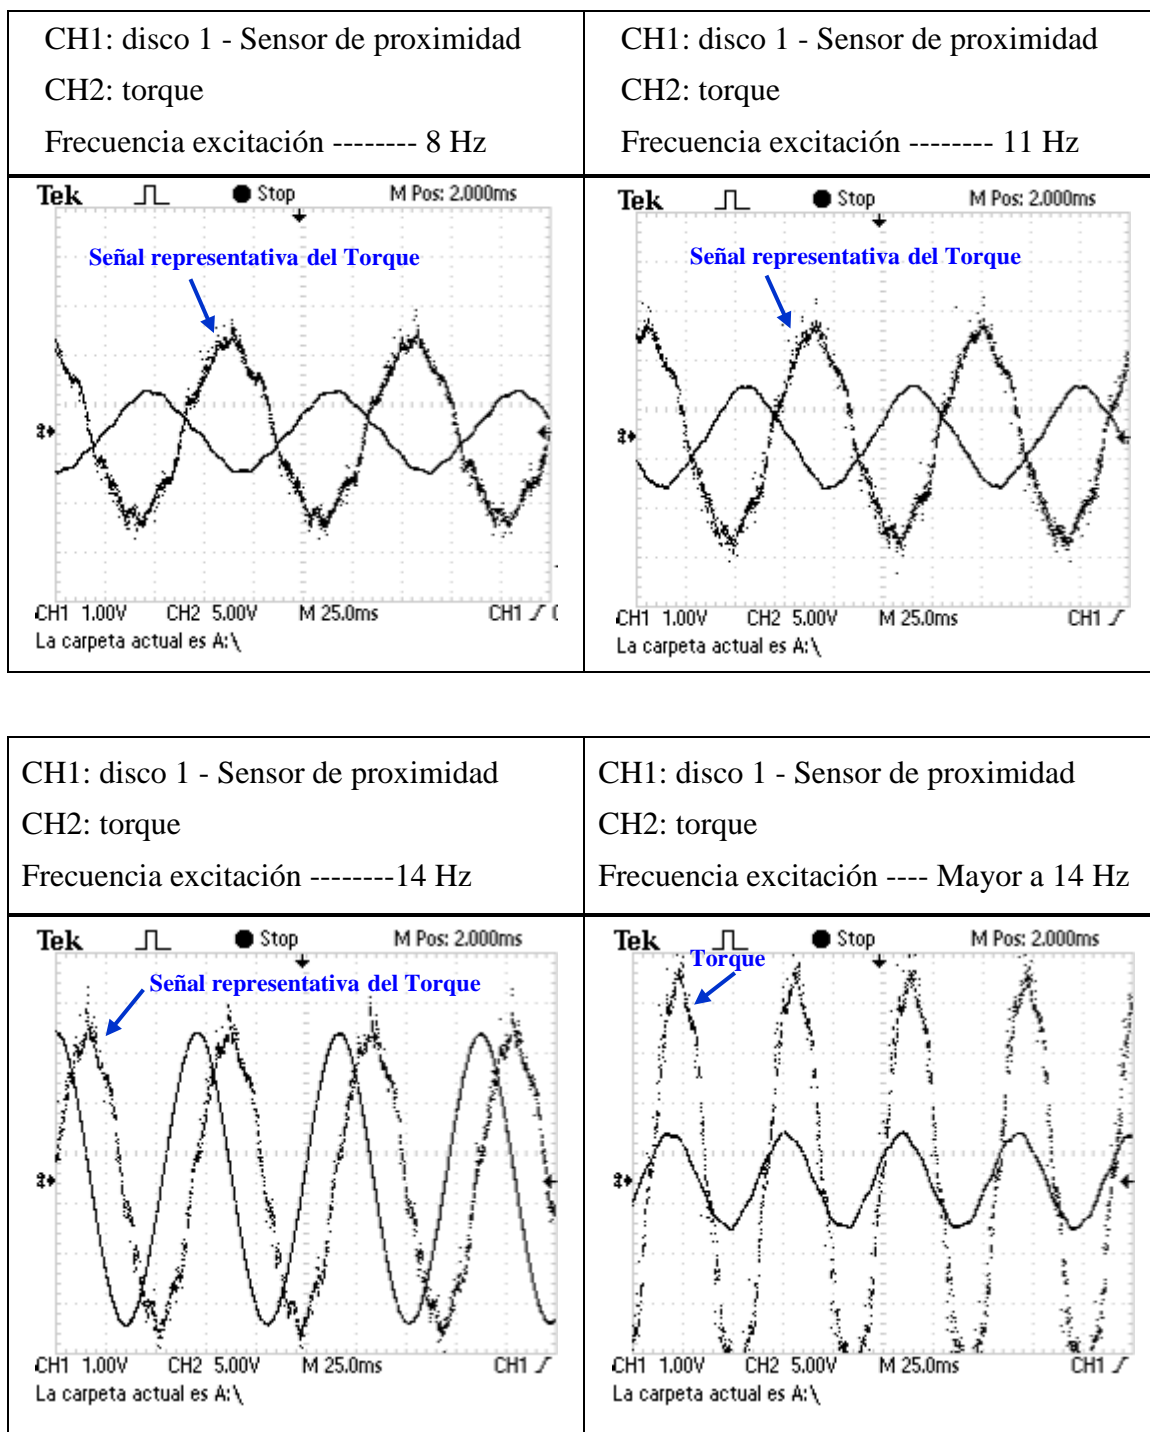 CH1: disco 1 - Sensor de proximidad
CH2: torque
Frecuencia excitación -------- 8 Hz
CH1: disco 1 - Sensor de proximidad
CH2: torque
Frecuencia excitación -------- 11 Hz
Tek Stop M Pos: 2.000ms
Señal representativa del Torque
2
CH1 1.00V CH2 5.00V M 25.0ms CH1
La carpeta actual es A:\
Tek Stop M Pos: 2.000ms
Señal representativa del Torque
2
CH1 1.00V CH2 5.00V M 25.0ms CH1
La carpeta actual es A:\
CH1: disco 1 - Sensor de proximidad
CH2: torque
Frecuencia excitación --------14 Hz
CH1: disco 1 - Sensor de proximidad
CH2: torque
Frecuencia excitación ---- Mayor a 14 Hz
Tek Stop M Pos: 2.000ms
Señal representativa del Torque
2
CH1 1.00V CH2 5.00V M 25.0ms CH1
La carpeta actual es A:\
Tek Stop M Pos: 2.000ms
Torque
2
CH1 1.00V CH2 5.00V M 25.0ms CH1
La carpeta actual es A:\